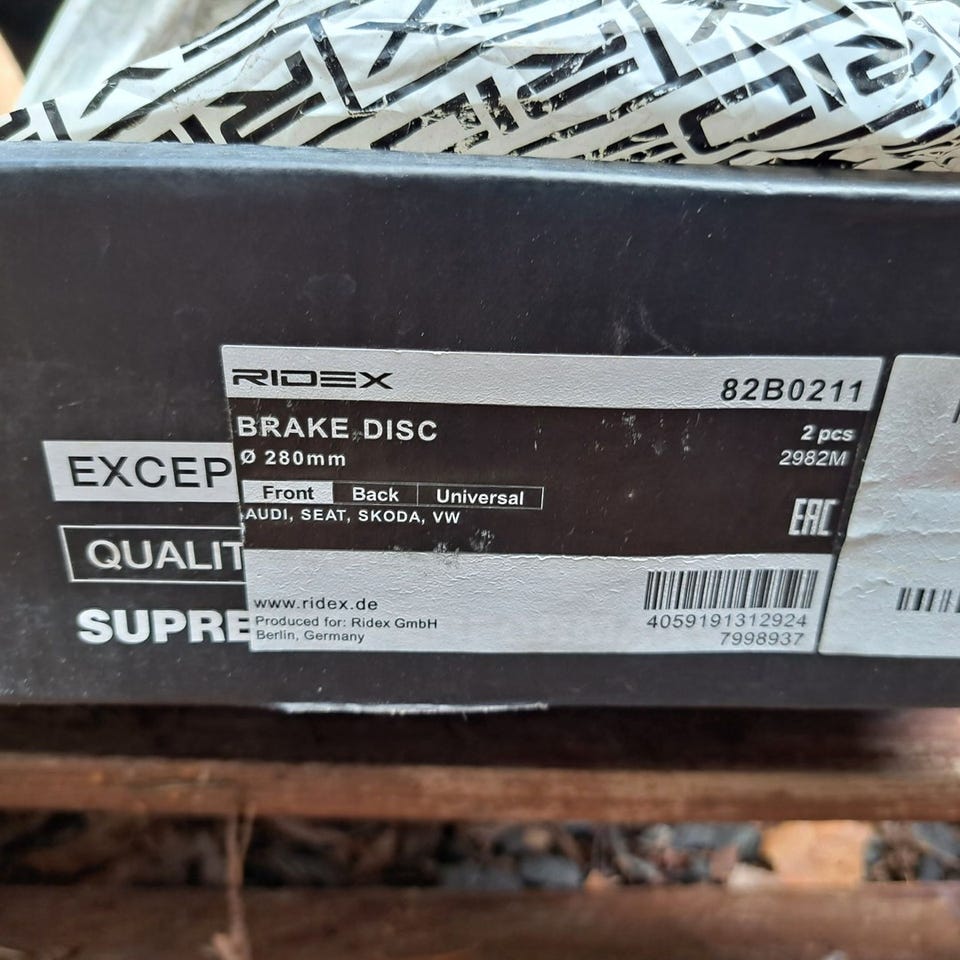 RIDEX 82B0211
BRAKE DISC 2 pcs
Ø 280mm 2982M
EXCEP
Front Back Universal
AUDI, SEAT, SKODA, VW
EAC
QUALIT
www.ridex.de
SUPRE
Produced for: Ridex GmbH
Berlin, Germany
4059191312924
7998937